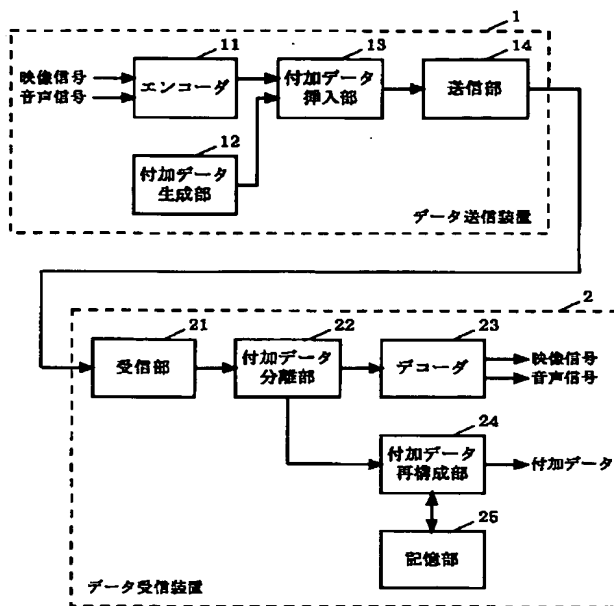 1
11
13
14
映像信号
音声信号
エンコーダ
付加データ
挿入部
送信部
12
付加データ
生成部
データ送信装置
2
21
22
23
受信部
付加データ
分離部
デコーダ
映像信号
音声信号
24
付加データ
再構成部
付加データ
25
記憶部
データ受信装置